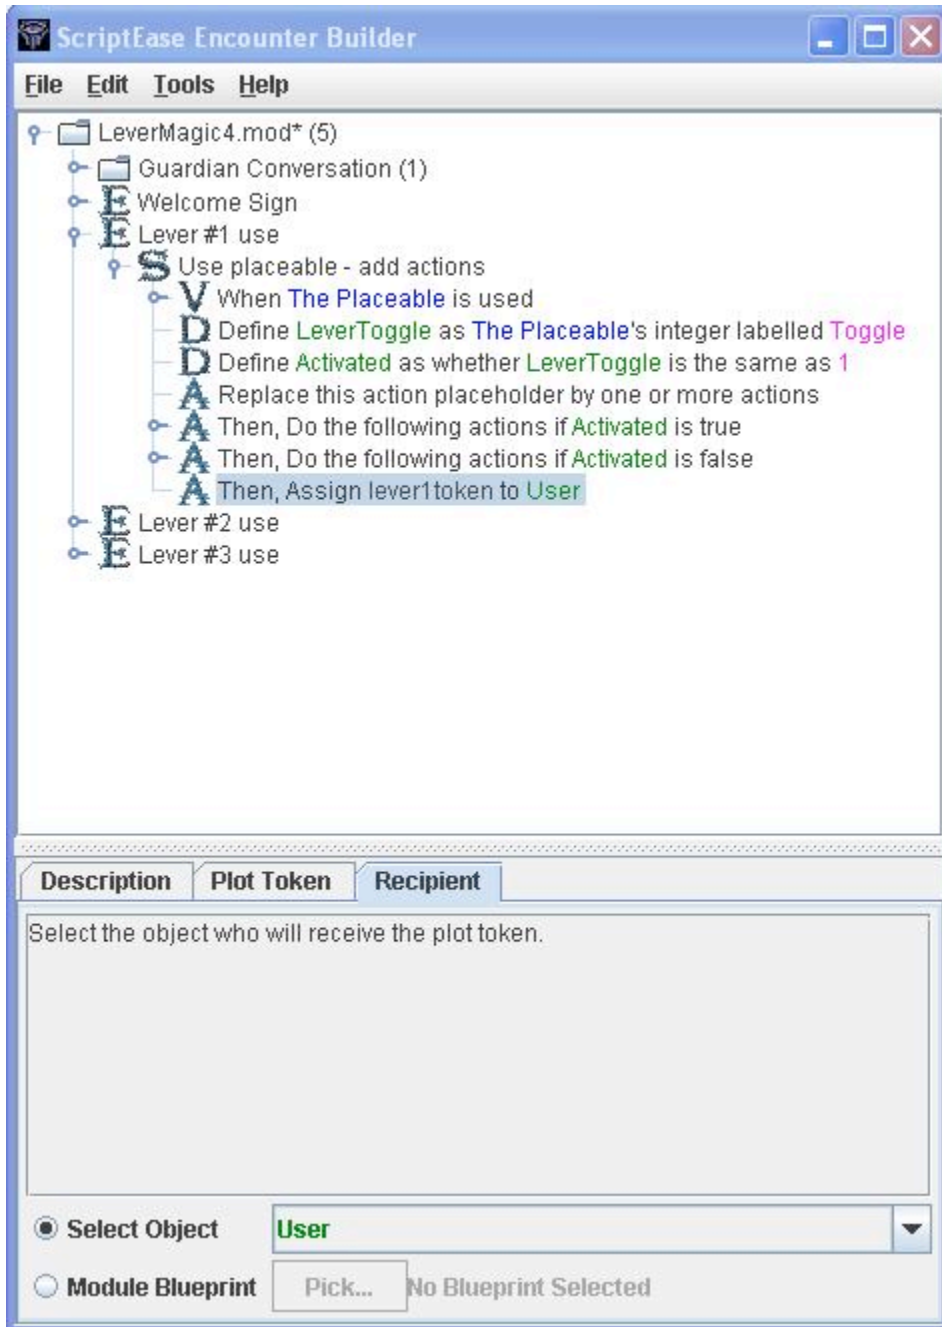 ScriptEase Encounter Builder
File Edit Tools Help
LeverMagic4.mod* (5)
Guardian Conversation (1)
E Welcome Sign
E Lever #1 use
S Use placeable - add actions
V When The Placeable is used
D Define LeverToggle as The Placeable's integer labelled Toggle
D Define Activated as whether LeverToggle is the same as 1
A Replace this action placeholder by one or more actions
A Then, Do the following actions if Activated is true
A Then, Do the following actions if Activated is false
A Then, Assign lever1token to User
E Lever #2 use
E Lever #3 use
Description Plot Token Recipient
Select the object who will receive the plot token.
Select Object User
Module Blueprint Pick... No Blueprint Selected